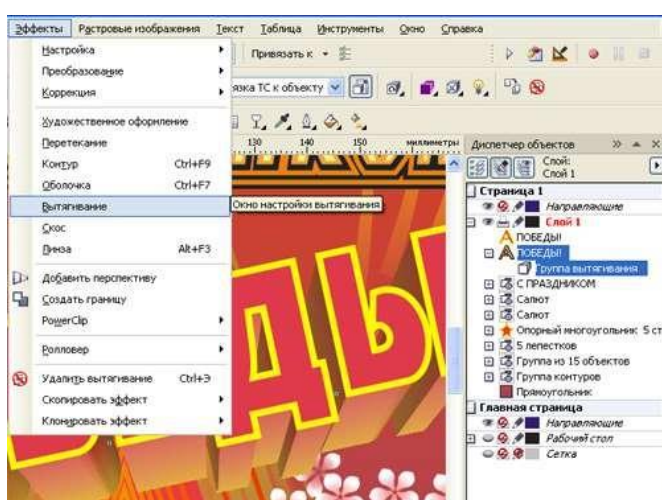 Эффекты Растровые изображения Текст Таблица Инструменты Окно Справка
Настройка
Преобразование
Коррекция
Художественное оформление
Перетекание
Контур Ctrl+F9
Оболочка Ctrl+F7
Вытягивание
Скос
Линза Alt+F3
Добавить перспективу
Создать границу
PowerClip
Ролловер
Удалить вытягивание Ctrl+Э
Скопировать эффект
Клонировать эффект
Привязать к
язка ТС к объекту
130 140 150 миллиметры
Окно настройки вытягивания
ДЫ
Диспетчер объектов
Слой:
Слой 1
Страница 1
Направляющие
Слой 1
ПОБЕДЫ!
ПОБЕДЫ!
Группа вытягивания
С ПРАЗДНИКОМ
Салют
Салют
Опорный многоугольник 5 ст
5 лепестков
Группа из 15 объектов
Группа контуров
Прямоугольник
Главная страница
Направляющие
Рабочий стол
Сетка